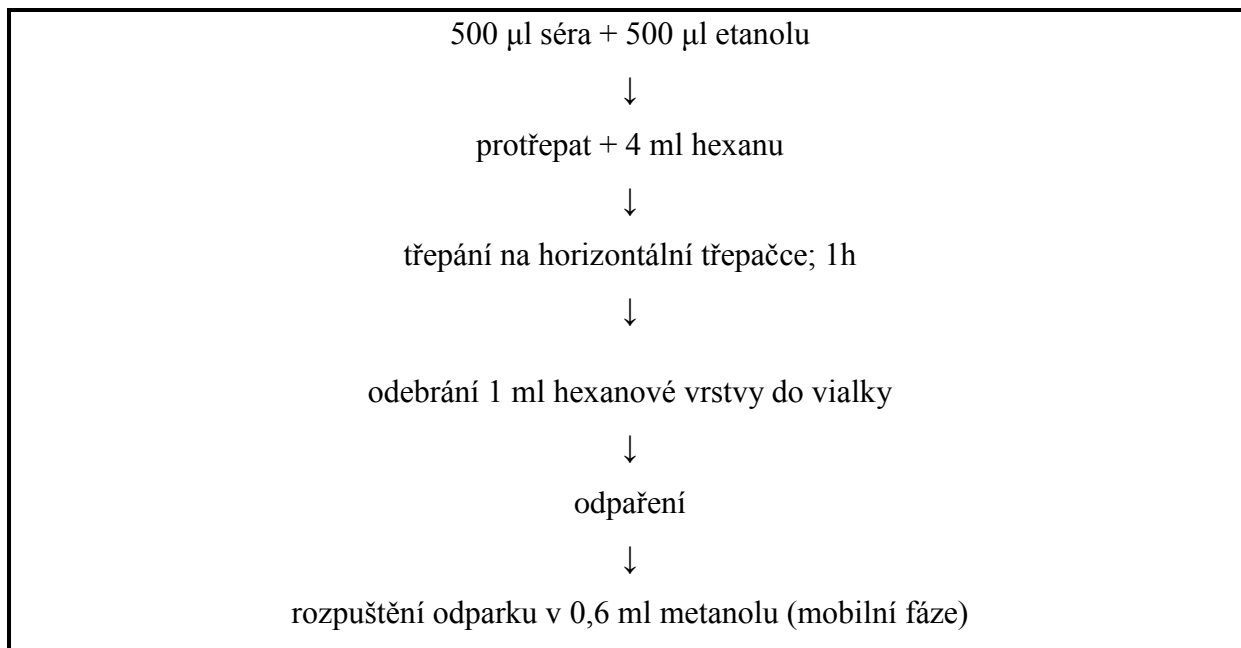 500 μl séra + 500 μl etanolu
↓
protřepat + 4 ml hexanu
↓
třepání na horizontální třepačce; 1h
↓
odebrání 1 ml hexanové vrstvy do vialky
↓
odpaření
↓
rozpuštění odparku v 0,6 ml metanolu (mobilní fáze)